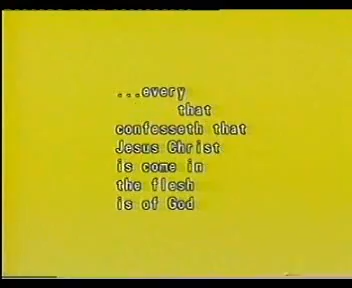 ...every
that
confesseth that
Jesus Christ
is come in
the flesh
is of God